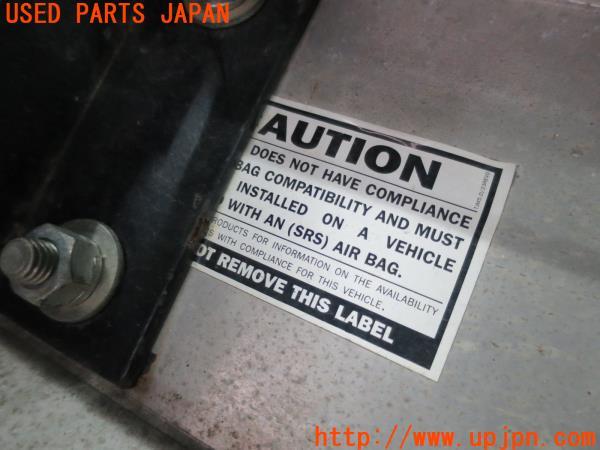 USED PARTS JAPAN
AUTION
DOES NOT HAVE COMPLIANCE
BAG COMPATIBILITY AND MUST
INSTALLED ON A VEHICLE
WITH AN (SRS) AIR BAG.
PRODUCTS FOR INFORMATION ON THE AVAILABILITY
WITH COMPLIANCE FOR THIS VEHICLE.
OT REMOVE THIS LABEL
UPJ
http://www.upjpn.com/